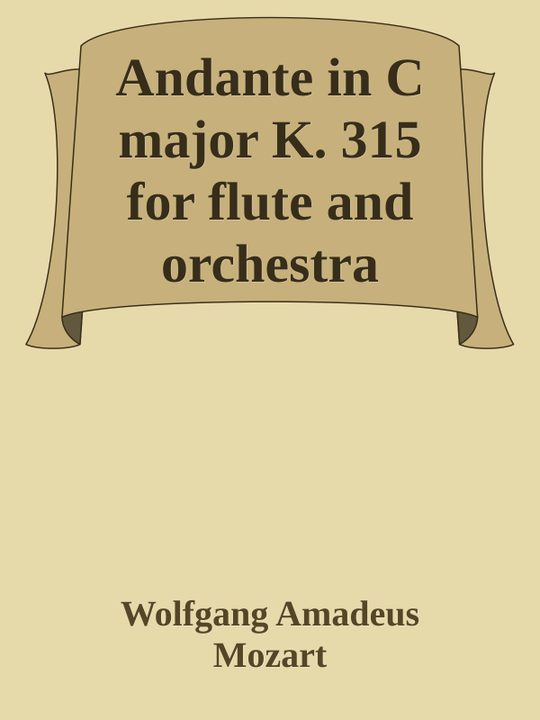 Andante in C
major K. 315
for flute and
orchestra
Wolfgang Amadeus
Mozart